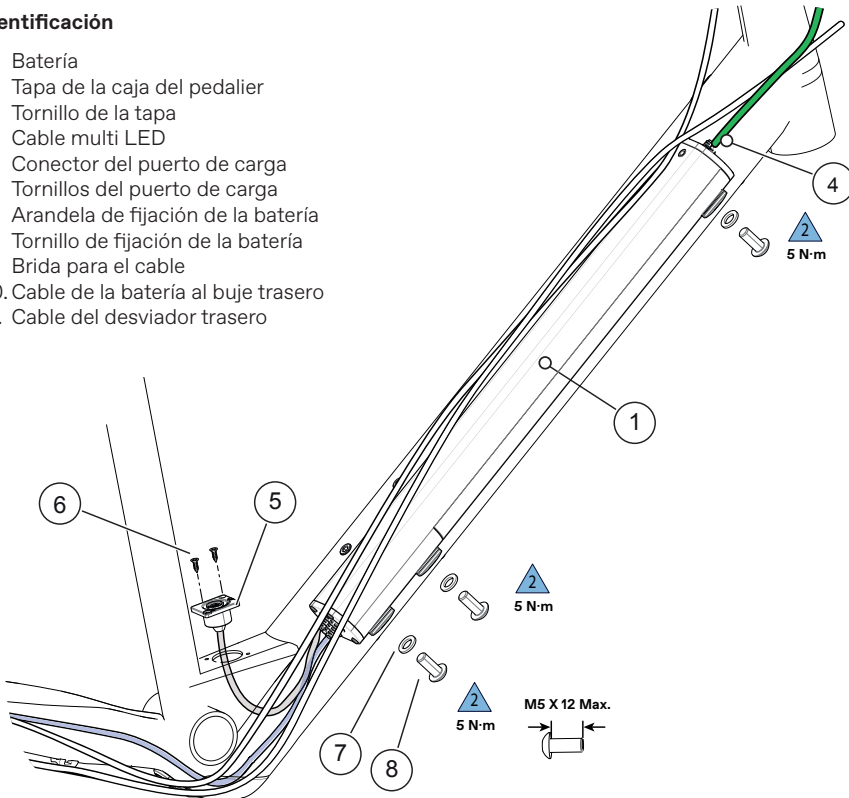 entificación
Batería
Tapa de la caja del pedalier
Tornillo de la tapa
Cable multi LED
Conector del puerto de carga
Tornillos del puerto de carga
Arandela de fijación de la batería
Tornillo de fijación de la batería
Brida para el cable
0. Cable de la batería al buje trasero
. Cable del desviador trasero
4
2
5 N·m
1
6
5
2
5 N·m
2
5 N·m
M5 X 12 Max.
7
8